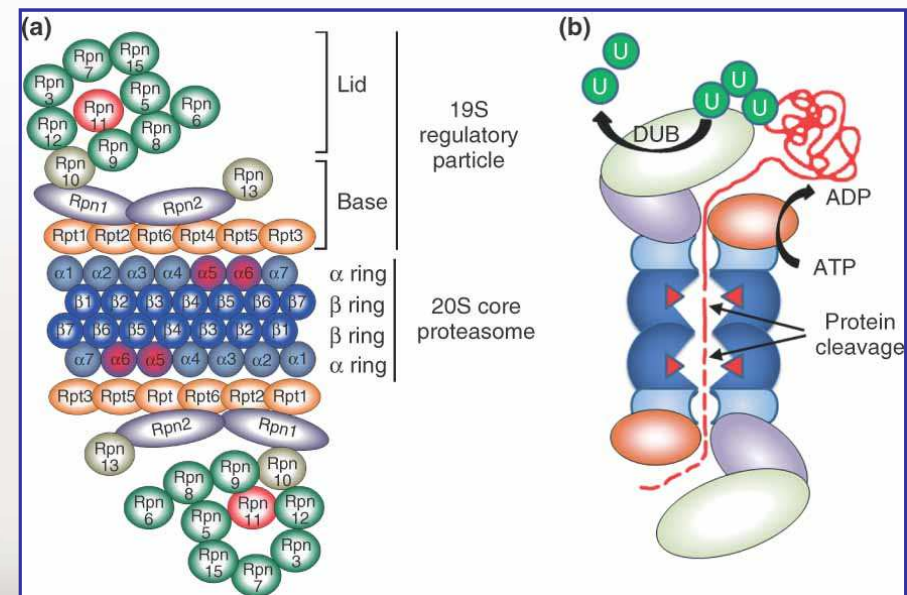 (a)
Rpn 15
Rpn 7
Rpn 3
Rpn 5
Rpn 6
Rpn 11
Rpn 12
Rpn 8
Rpn 9
Rpn 10
Rpn 13
Rpn1
Rpn2
Rpt1 Rpt2 Rpt6 Rpt4 Rpt5 Rpt3
α1 α2 α3 α4 α5 α6 α7
β1 β2 β3 β4 β5 β6 β7
β7 β6 β5 β4 β3 β2 β1
α7 α6 α5 α4 α3 α2 α1
Rpt3 Rpt5 Rpt Rpt6 Rpt2 Rpt1
Rpn2
Rpn1
Rpn 13
Rpn 10
Rpn 9
Rpn 8
Rpn 6
Rpn 11
Rpn 12
Rpn 5
Rpn 3
Rpn 15
Rpn 7
Lid
Base
19S
regulatory
particle
α ring
β ring
β ring
α ring
20S core
proteasome
(b)
U
U
U U U
DUB
ADP
ATP
Protein
cleavage